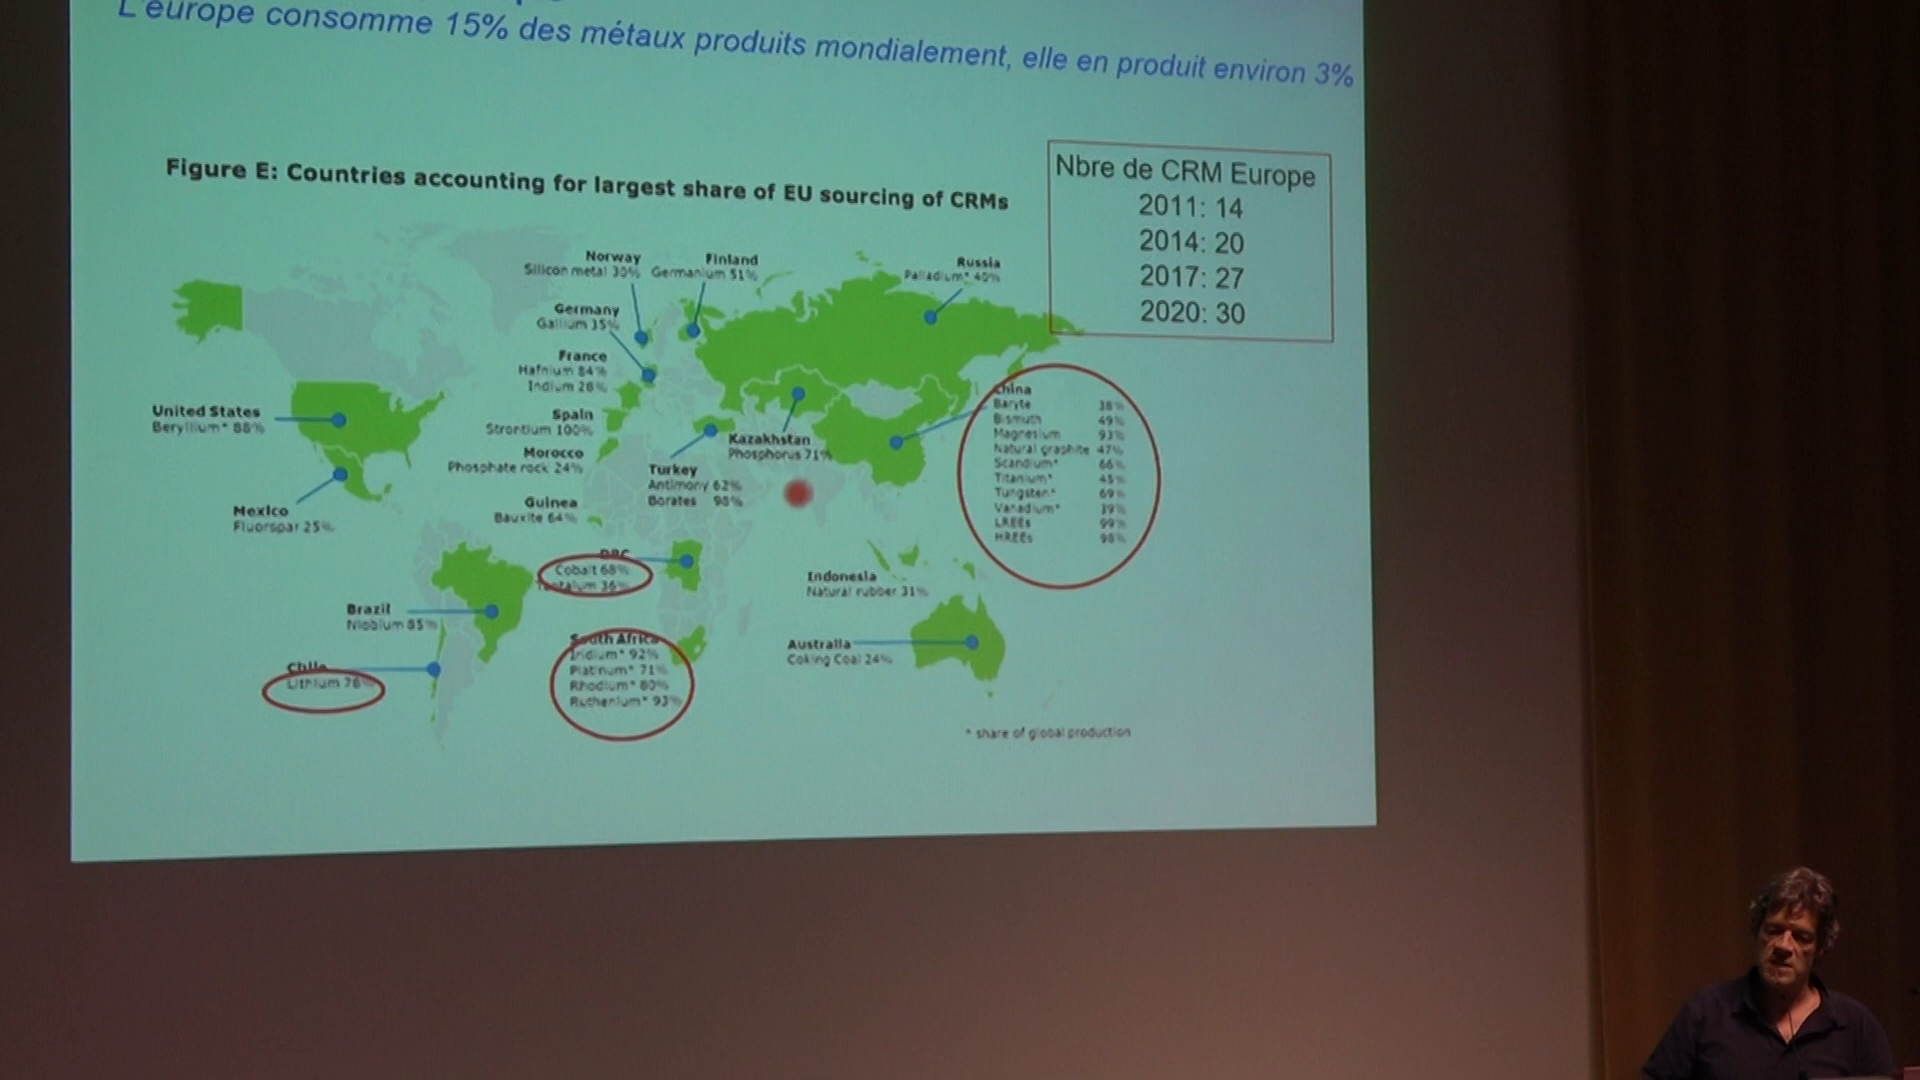 L'europe consomme 15% des métaux produits mondialement, elle en produit environ 3%
Figure E: Countries accounting for largest share of EU sourcing of CRMs
Nbre de CRM Europe
2011: 14
2014: 20
2017: 27
2020: 30
Norway
Silicon metal 30%
Finland
Germanium 51%
Russia
Palladium* 40%
Germany
Gallium 35%
France
Hafnium 84%
Indium 28%
United States
Beryllium* 88%
Spain
Strontium 100%
Morocco
Phosphate rock 24%
Kazakhstan
Phosphorus 71%
Turkey
Antimony 62%
Borates 98%
China
Baryte 38%
Bismuth 49%
Magnesium 93%
Natural graphite 47%
Scandium* 66%
Titanium* 45%
Tungsten* 69%
Vanadium* 39%
LREEs 99%
HREEs 98%
Mexico
Fluorspar 25%
Guinea
Bauxite 64%
DRC
Cobalt 68%
Tantalum 36%
Indonesia
Natural rubber 31%
Brazil
Niobium 85%
South Africa
Iridium* 92%
Platinum* 71%
Rhodium* 80%
Ruthenium* 93%
Australia
Coking Coal 24%
Chile
Lithium 78%
* share of global production